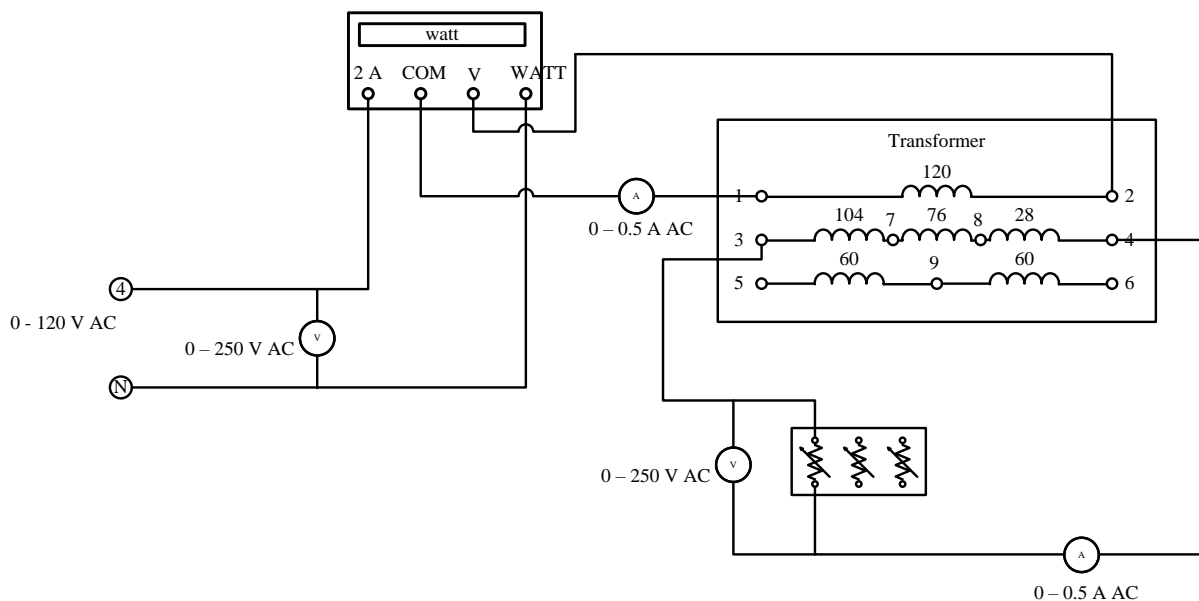 watt
2 A COM V WATT
Transformer
120
1 2
A
0 – 0.5 A AC
104 7 76 8 28
3 4
60 9 60
5 6
4
0 - 120 V AC
V
0 – 250 V AC
N
V
0 – 250 V AC
A
0 – 0.5 A AC